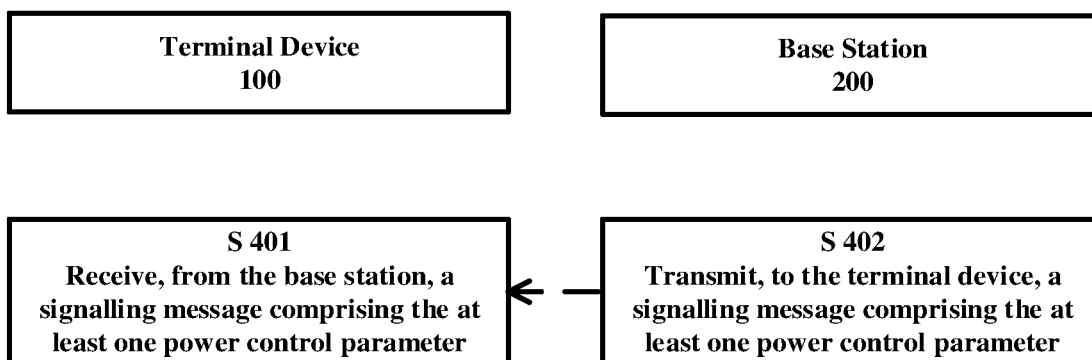 Terminal Device
100
Base Station
200
S 401
Receive, from the base station, a
signalling message comprising the at
least one power control parameter
S 402
Transmit, to the terminal device, a
signalling message comprising the at
least one power control parameter